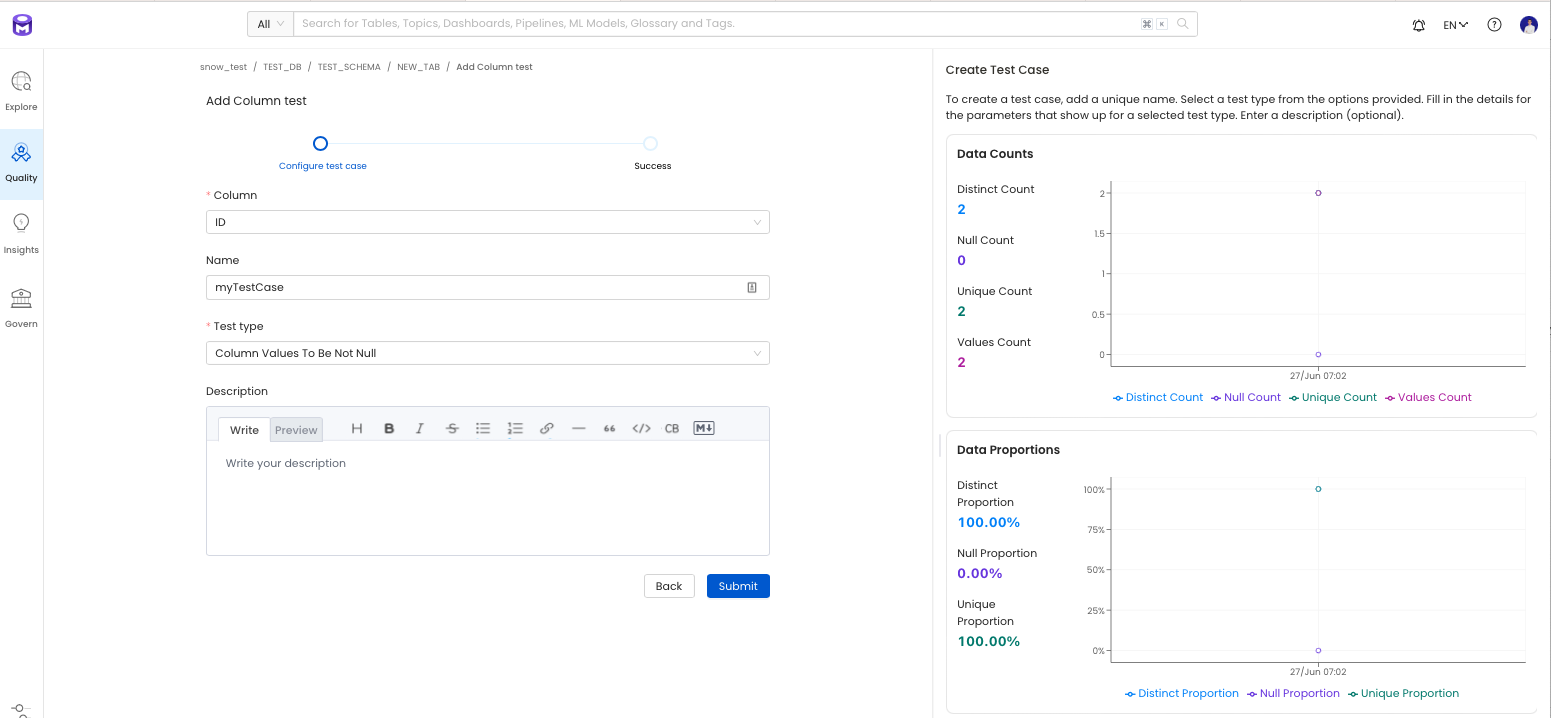 All
Search for Tables, Topics, Dashboards, Pipelines, ML Models, Glossary and Tags.
⌘ K
EN
Explore
Quality
Insights
Govern
snow_test / TEST_DB / TEST_SCHEMA / NEW_TAB / Add Column test
Add Column test
Configure test case
Success
* Column
ID
Name
myTestCase
* Test type
Column Values To Be Not Null
Description
Write
Preview
H B I S 66 </> CB M↓
Write your description
Back
Submit
Create Test Case
To create a test case, add a unique name. Select a test type from the options provided. Fill in the details for
the parameters that show up for a selected test type. Enter a description (optional).
Data Counts
Distinct Count
2
Null Count
0
Unique Count
2
Values Count
2
2
1.5
1
0.5
0
27/Jun 07:02
Distinct Count Null Count Unique Count Values Count
Data Proportions
Distinct
Proportion
100.00%
Null Proportion
0.00%
Unique
Proportion
100.00%
100%
75%
50%
25%
0%
27/Jun 07:02
Distinct Proportion Null Proportion Unique Proportion